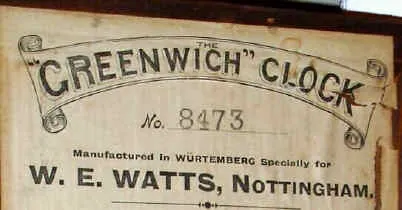 THE
"GREENWICH" CLOCK
No. 8473
Manufactured in WÜRTEMBERG Specially for
W. E. WATTS, NOTTINGHAM.